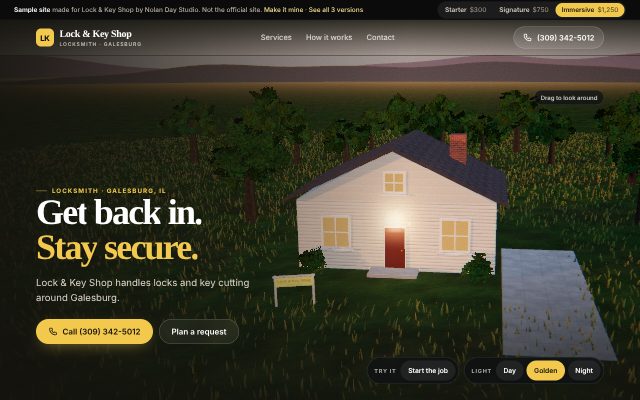 Sample site made for Lock & Key Shop by Nolan Day Studio. Not the official site. Make it mine · See all 3 versions
Starter $300 Signature $750 Immersive $1,250
LK Lock & Key Shop
LOCKSMITH · GALESBURG
Services How it works Contact
(309) 342-5012
Drag to look around
LOCKSMITH · GALESBURG, IL
Get back in.
Stay secure.
Lock & Key Shop handles locks and key cutting
around Galesburg.
Call (309) 342-5012 Plan a request
TRY IT Start the job
LIGHT Day Golden Night